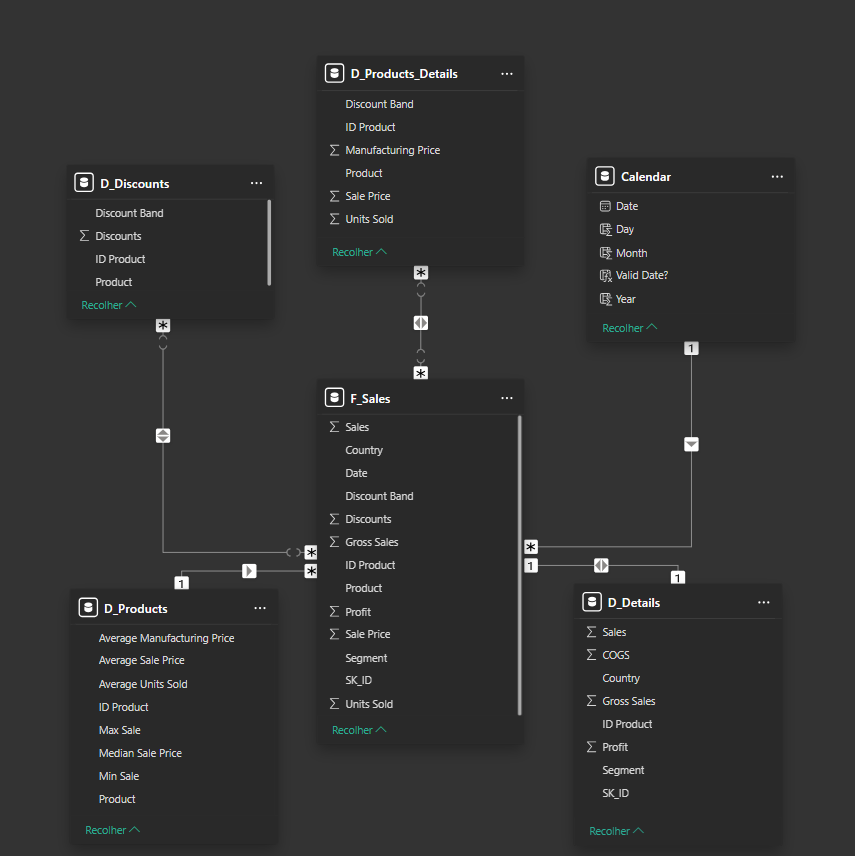 D_Products_Details
Discount Band
ID Product
Manufacturing Price
Product
Sale Price
Units Sold
Recolher
D_Discounts
Discount Band
Discounts
ID Product
Product
Recolher
Calendar
Date
Day
Month
Valid Date?
Year
Recolher
*
*
*
*
1
*
F_Sales
Sales
Country
Date
Discount Band
Discounts
Gross Sales
ID Product
Product
Profit
Sale Price
Segment
SK_ID
Units Sold
Recolher
1
*
D_Products
Average Manufacturing Price
Average Sale Price
Average Units Sold
ID Product
Max Sale
Median Sale Price
Min Sale
Product
Recolher
1
1
D_Details
Sales
COGS
Country
Gross Sales
ID Product
Profit
Segment
SK_ID
Recolher